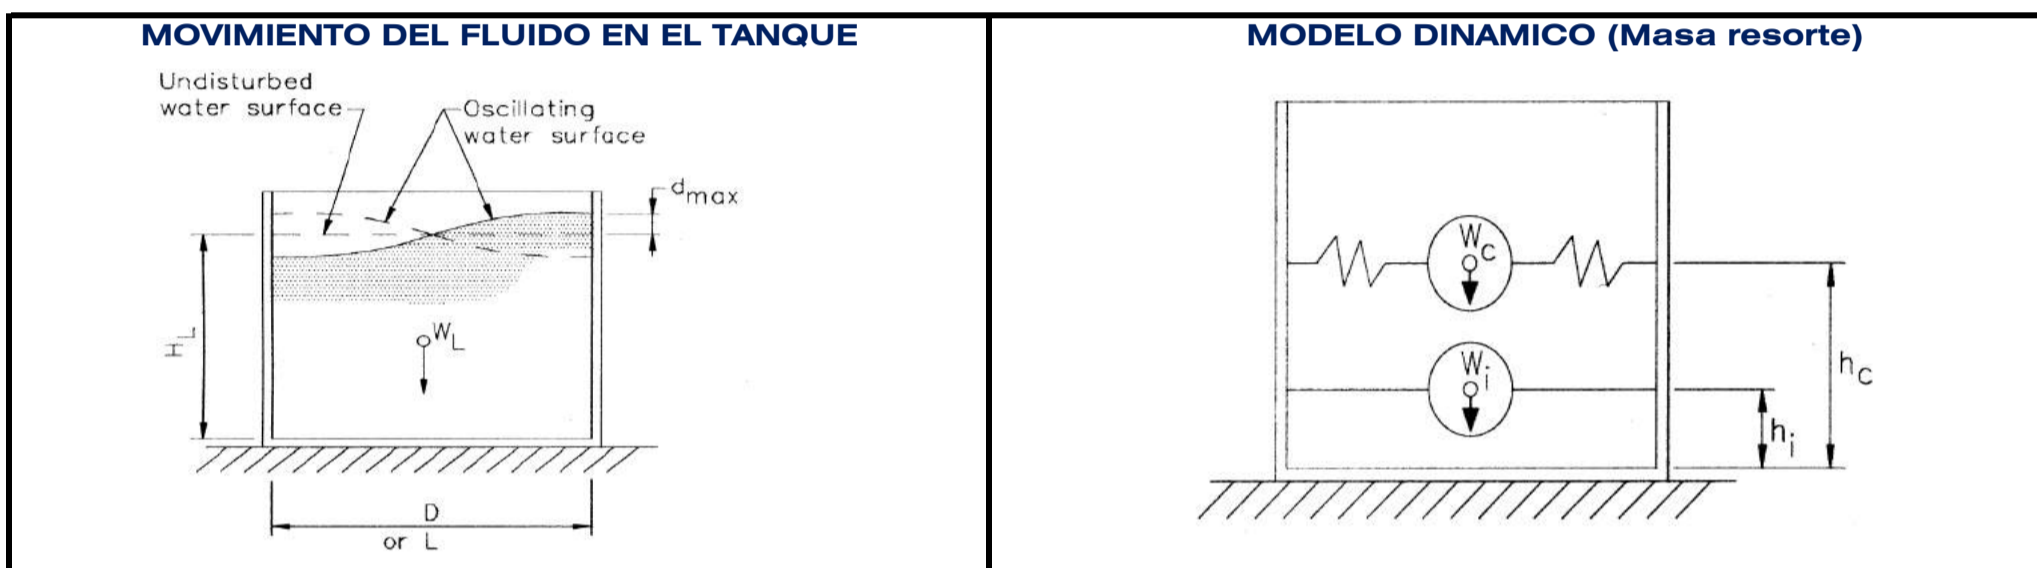 MOVIMIENTO DEL FLUIDO EN EL TANQUE
Undisturbed
water surface
Oscillating
water surface
dmax
HL
WL
D
or L
MODELO DINAMICO (Masa resorte)
Wc
Wi
hc
hi